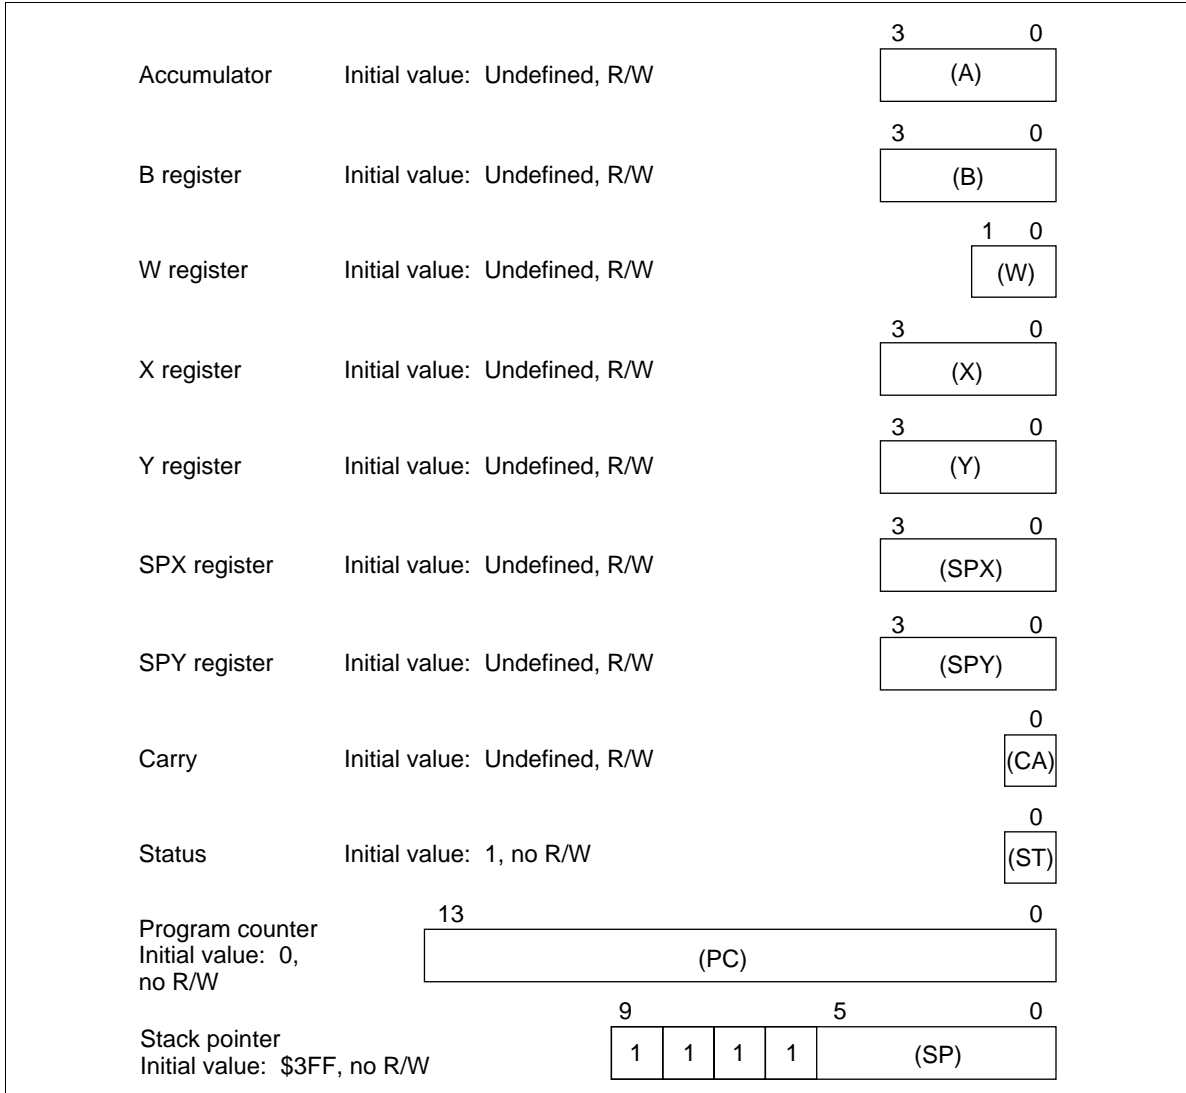 3 0
Accumulator Initial value: Undefined, R/W (A)
3 0
B register Initial value: Undefined, R/W (B)
1 0
W register Initial value: Undefined, R/W (W)
3 0
X register Initial value: Undefined, R/W (X)
3 0
Y register Initial value: Undefined, R/W (Y)
3 0
SPX register Initial value: Undefined, R/W (SPX)
3 0
SPY register Initial value: Undefined, R/W (SPY)
0
Carry Initial value: Undefined, R/W (CA)
0
Status Initial value: 1, no R/W (ST)
13 0
Program counter
Initial value: 0,
no R/W
(PC)
9 5 0
Stack pointer
Initial value: $3FF, no R/W
1 1 1 1 (SP)